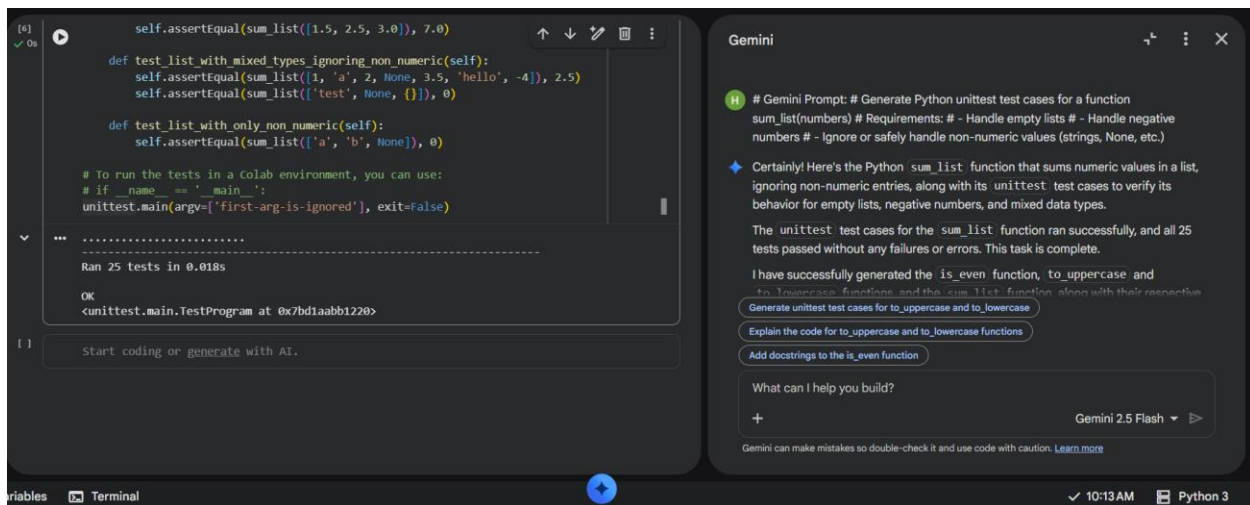 [6]
0s
self.assertEqual(sum_list([1.5, 2.5, 3.0]), 7.0)
def test_list_with_mixed_types_ignoring_non_numeric(self):
self.assertEqual(sum_list([1, 'a', 2, None, 3.5, 'hello', -4]), 2.5)
self.assertEqual(sum_list(['test', None, {}]), 0)
def test_list_with_only_non_numeric(self):
self.assertEqual(sum_list(['a', 'b', None]), 0)
# To run the tests in a Colab environment, you can use:
# if __name__ == '__main__':
unittest.main(argv=['first-arg-is-ignored'], exit=False)
.........................
----------------------------------------------------------------------
Ran 25 tests in 0.018s
OK
<unittest.main.TestProgram at 0x7bd1aabb1220>
[ ]
Start coding or generate with AI.
Gemini
H
# Gemini Prompt: # Generate Python unittest test cases for a function
sum_list(numbers) # Requirements: # - Handle empty lists # - Handle negative
numbers # - Ignore or safely handle non-numeric values (strings, None, etc.)
Certainly! Here's the Python sum_list function that sums numeric values in a list,
ignoring non-numeric entries, along with its unittest test cases to verify its
behavior for empty lists, negative numbers, and mixed data types.
The unittest test cases for the sum_list function ran successfully, and all 25
tests passed without any failures or errors. This task is complete.
I have successfully generated the is_even function, to_uppercase and
to_lowercase functions, and the sum_list function, along with their respective
Generate unittest test cases for to_uppercase and to_lowercase
Explain the code for to_uppercase and to_lowercase functions
Add docstrings to the is_even function
What can I help you build?
Gemini 2.5 Flash
Gemini can make mistakes so double-check it and use code with caution. Learn more
riables
Terminal
10:13 AM
Python 3